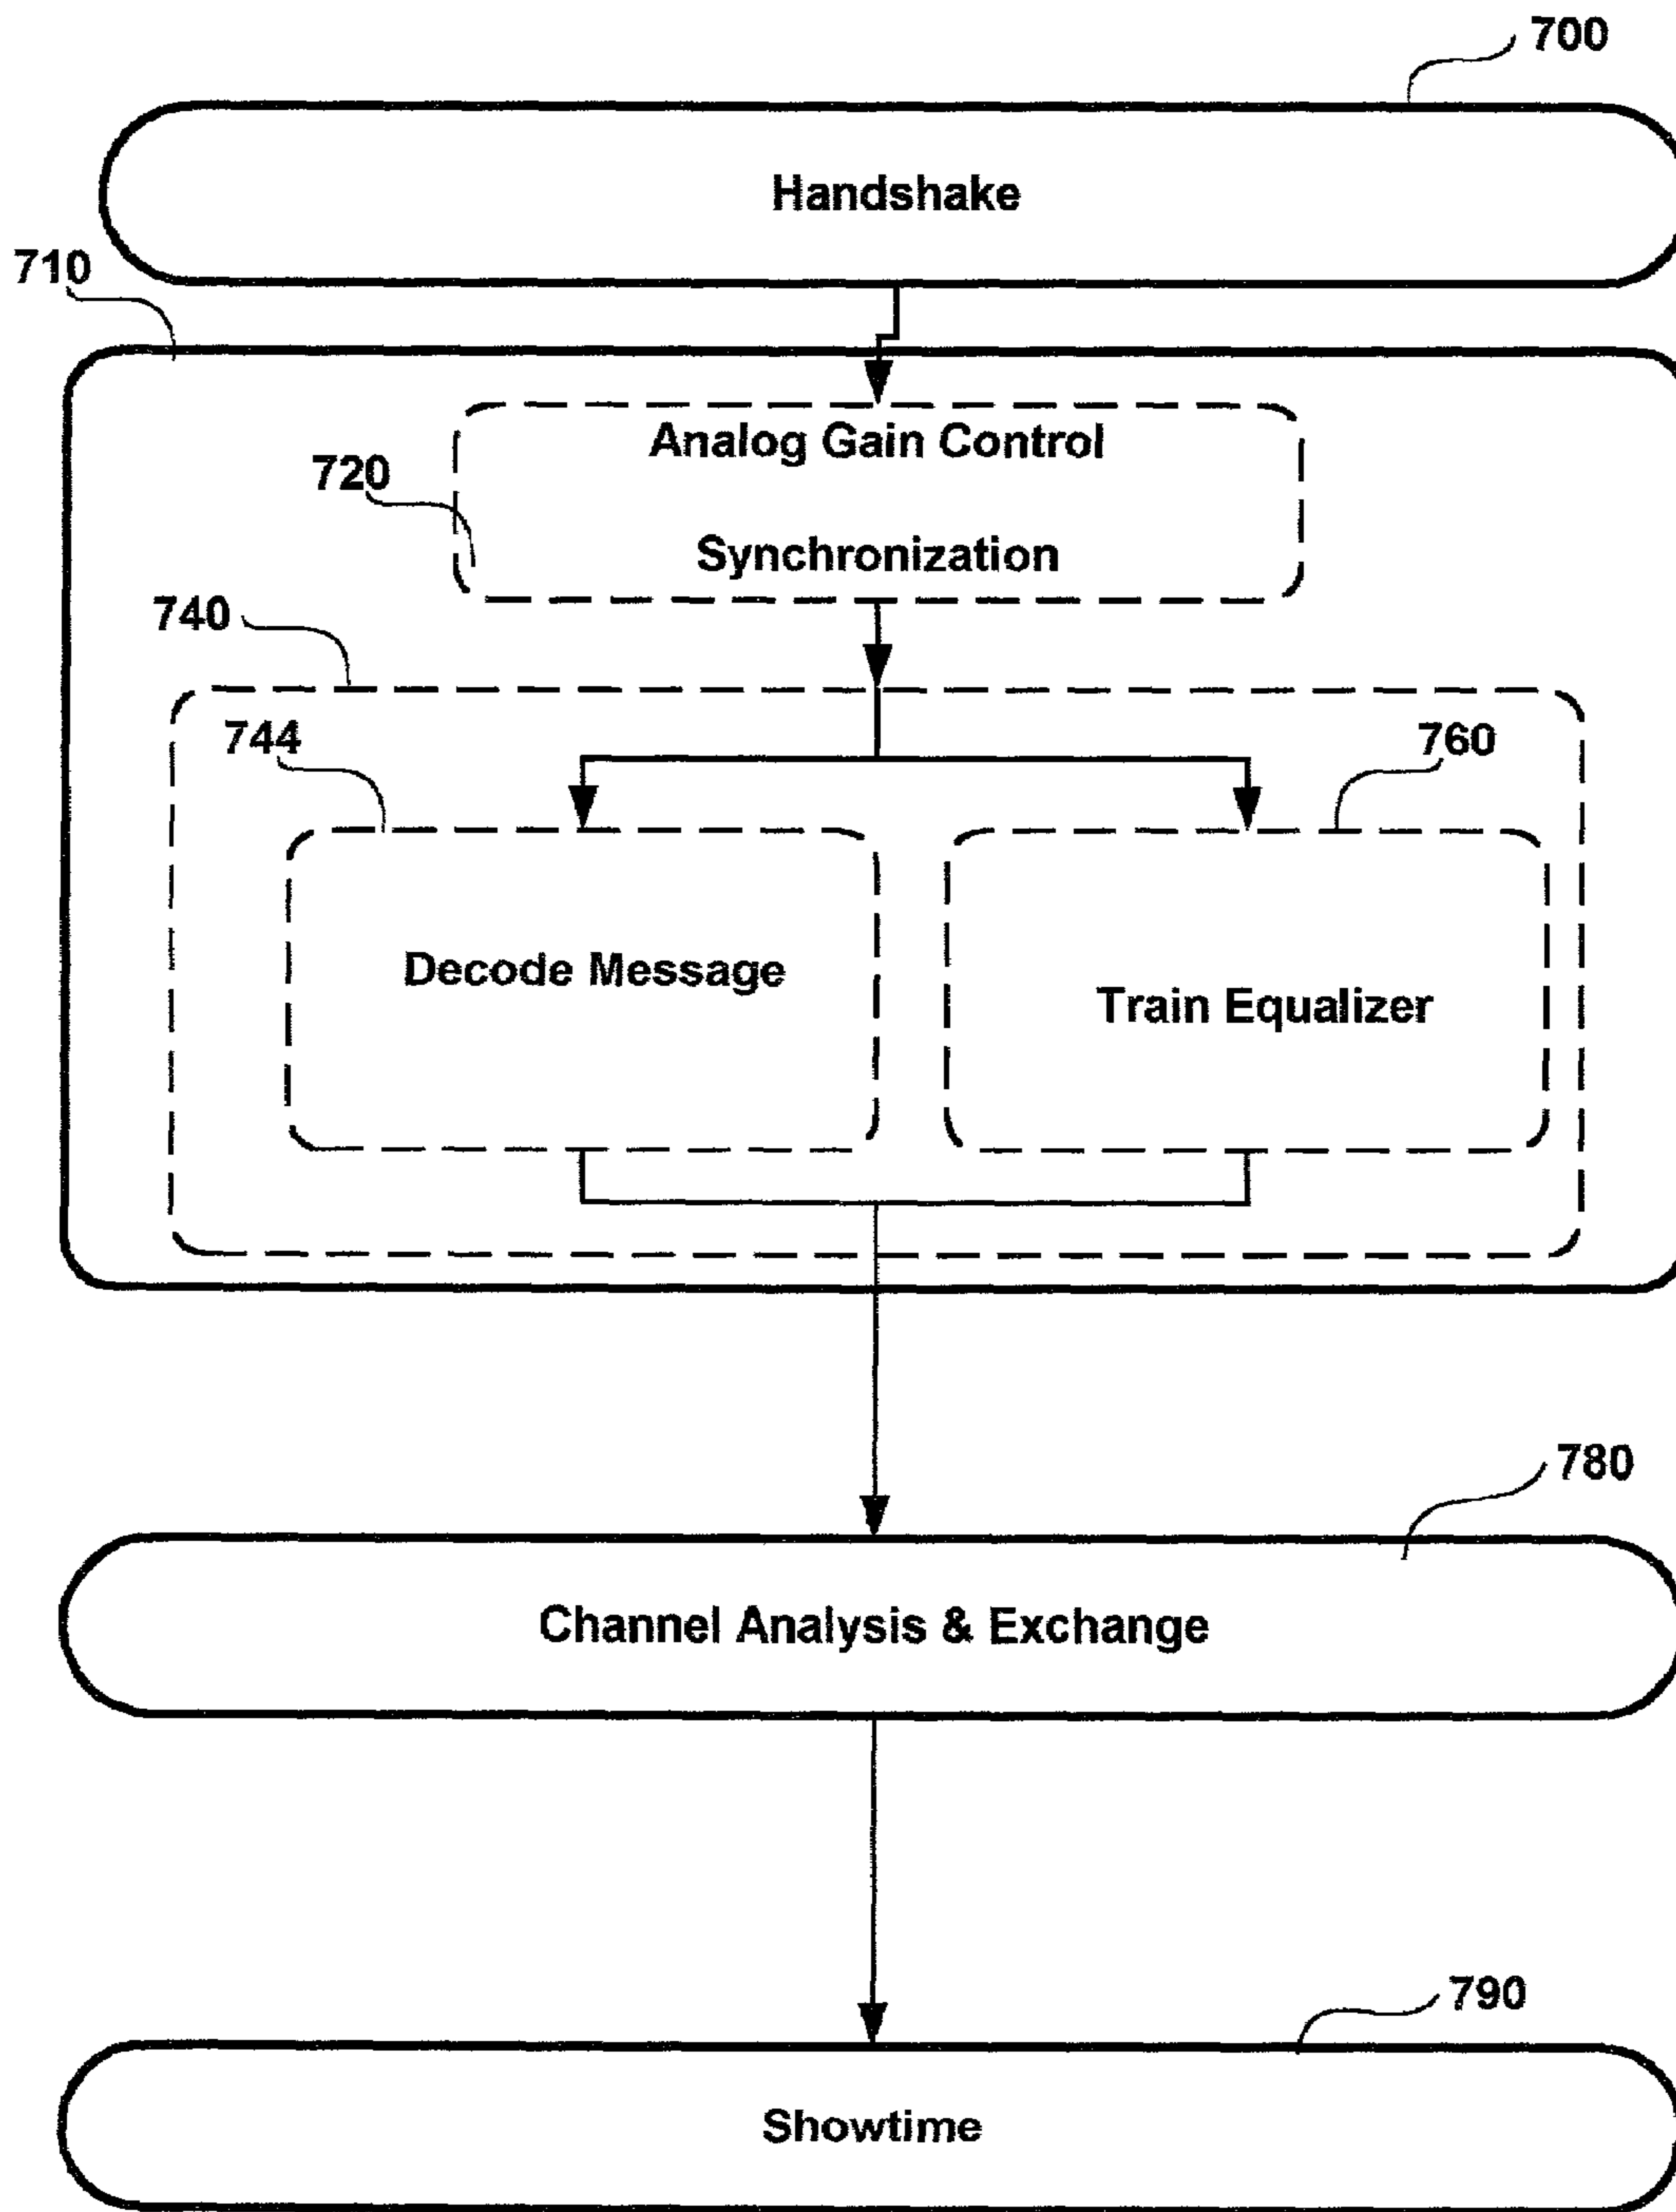 700
Handshake
710
Analog Gain Control
720
Synchronization
740
744
760
Decode Message
Train Equalizer
780
Channel Analysis & Exchange
790
Showtime